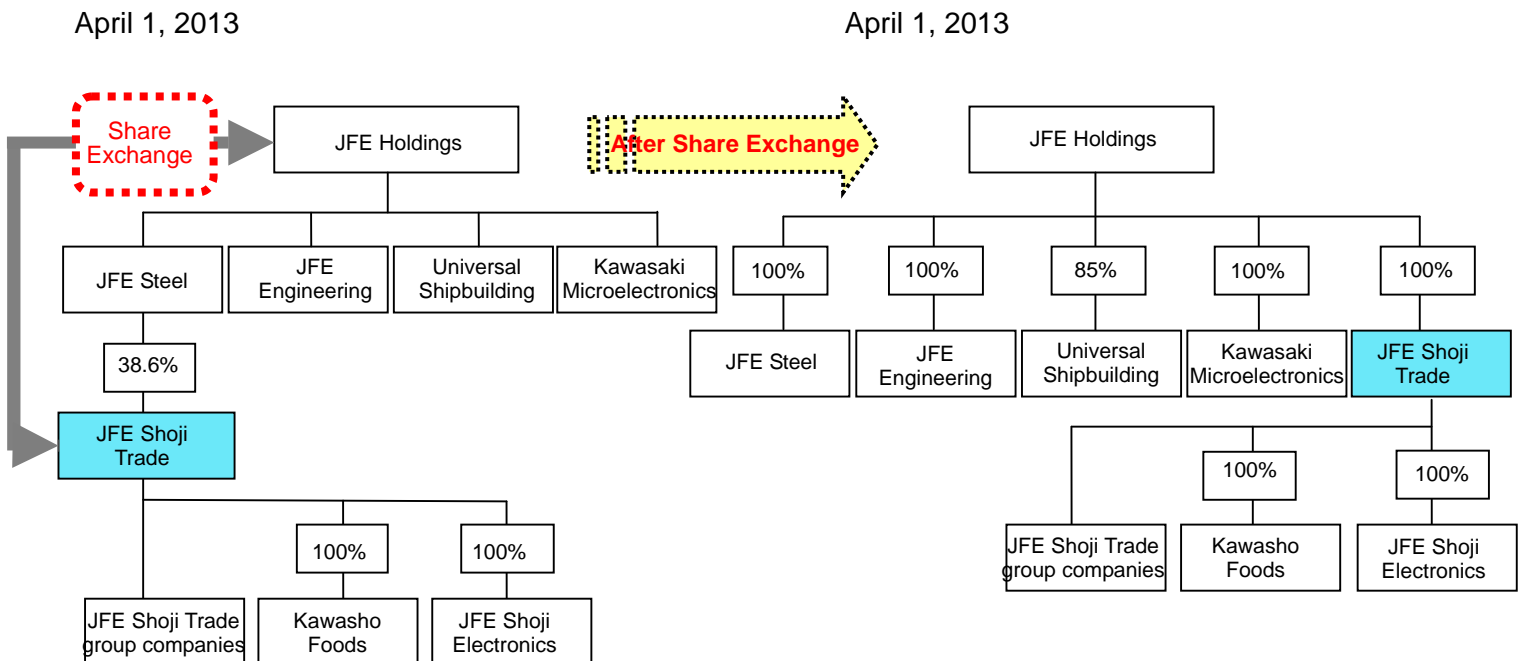 April 1, 2013
Share
Exchange
JFE Holdings
JFE Steel
JFE
Engineering
Universal
Shipbuilding
Kawasaki
Microelectronics
38.6%
JFE Shoji
Trade
100%
100%
JFE Shoji Trade
group companies
Kawasho
Foods
JFE Shoji
Electronics
After Share Exchange
April 1, 2013
JFE Holdings
100%
100%
85%
100%
100%
JFE Steel
JFE
Engineering
Universal
Shipbuilding
Kawasaki
Microelectronics
JFE Shoji
Trade
100%
100%
JFE Shoji Trade
group companies
Kawasho
Foods
JFE Shoji
Electronics